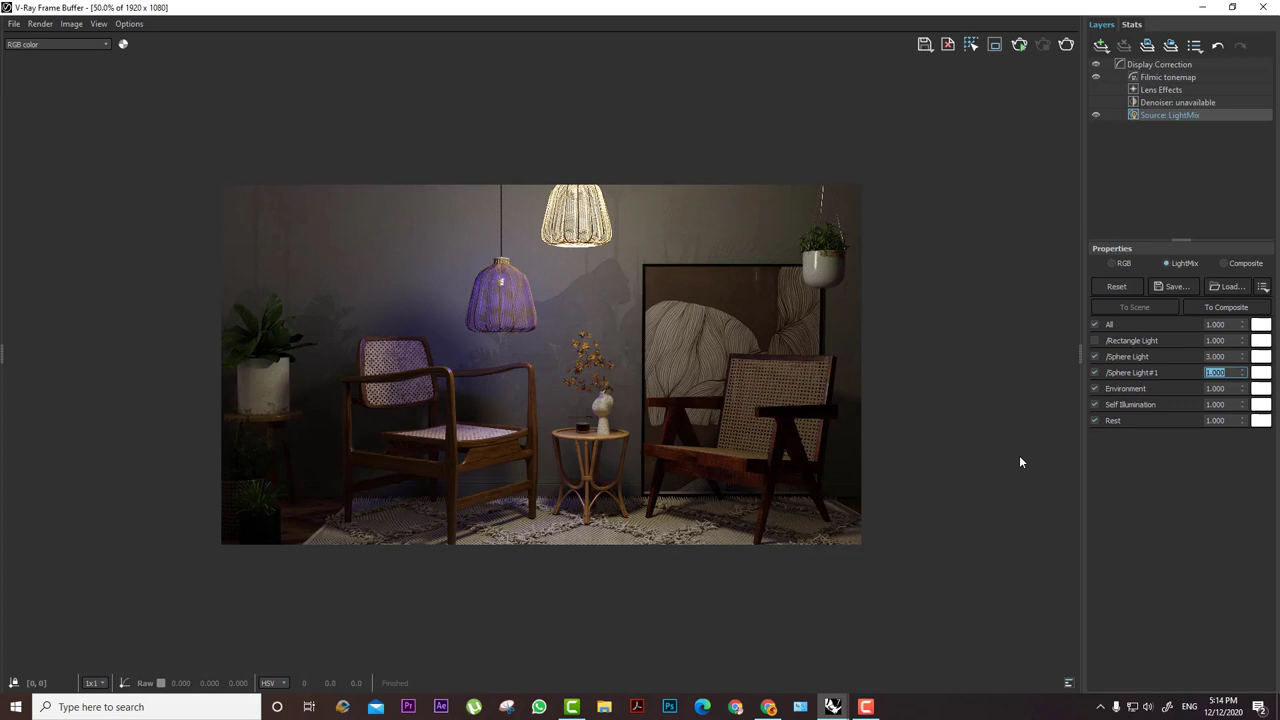 V-Ray Frame Buffer - [50.0% of 1920 x 1080]
File Render Image View Options
RGB color
Layers Stats
Display Correction
Filmic tonemap
Lens Effects
Denoiser: unavailable
Source: LightMix
Properties
RGB LightMix Composite
Reset Save... Load...
To Scene To Composite
All 1.000
/Rectangle Light 1.000
/Sphere Light 3.000
/Sphere Light#1 1.000
Environment 1.000
Self Illumination 1.000
Rest 1.000
[0, 0] 1x1 Raw 0.000 0.000 0.000 HSV 0 0.0 0.0 Finished
Type here to search
Pr Ae Ps
5:14 PM
12/12/2020
2